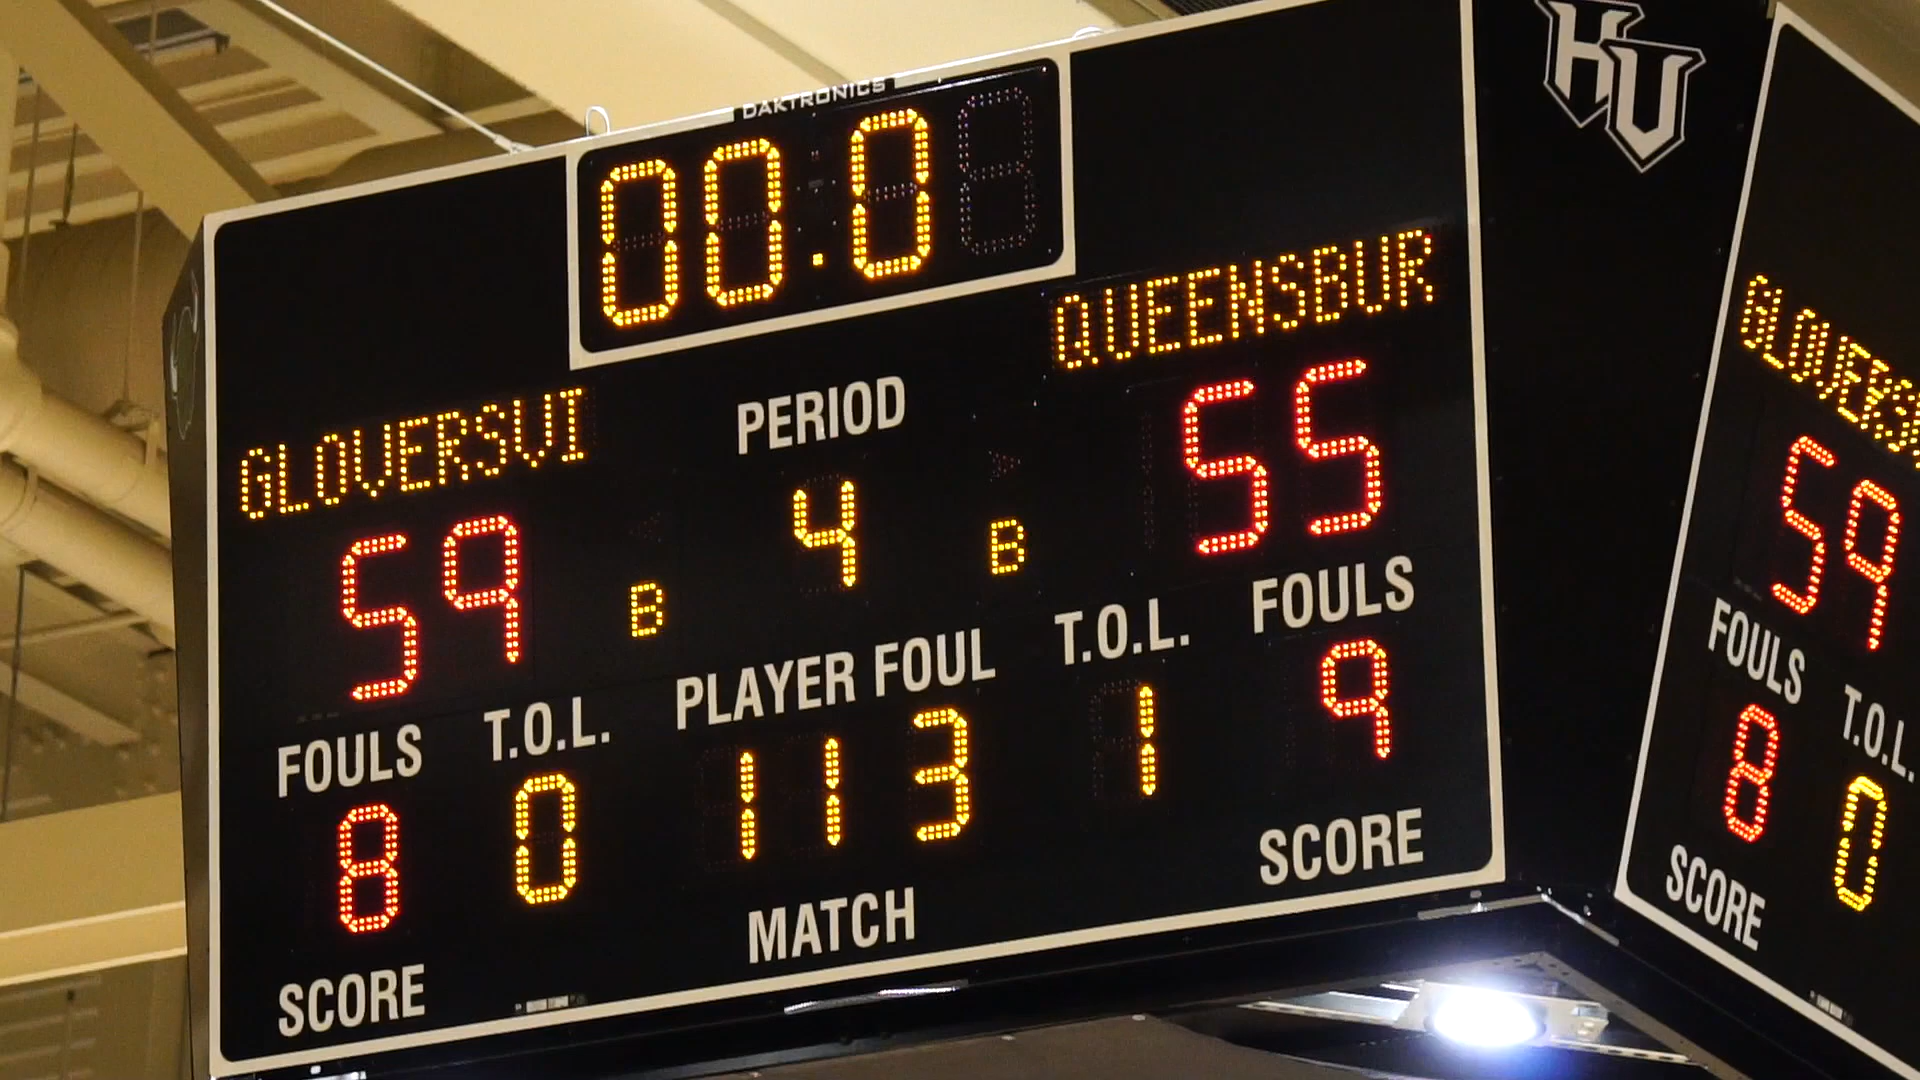 HU
DAKTRONICS
00.0
GLOVERSVI
QUEENSBUR
PERIOD
59
4
55
B
B
FOULS
T.O.L.
PLAYER FOUL
T.O.L.
FOULS
8
0
11 3
1
9
SCORE
MATCH
SCORE
GLOVERSV
59
FOULS
T.O.L.
8
0
SCORE